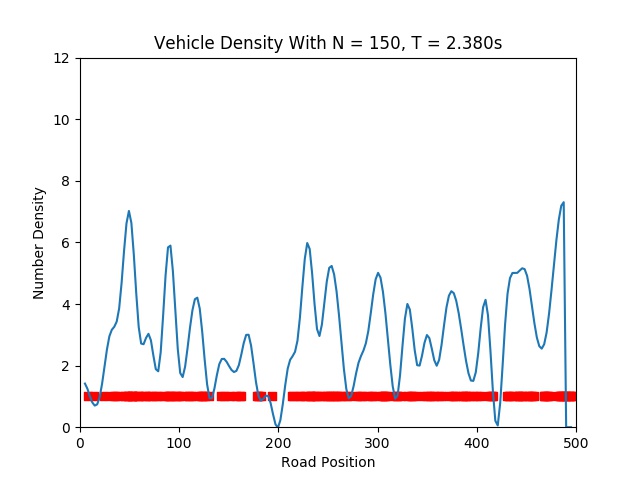 Vehicle Density With N = 150, T = 2.380s
12
10
8
6
4
2
0
Number Density
0 100 200 300 400 500
Road Position